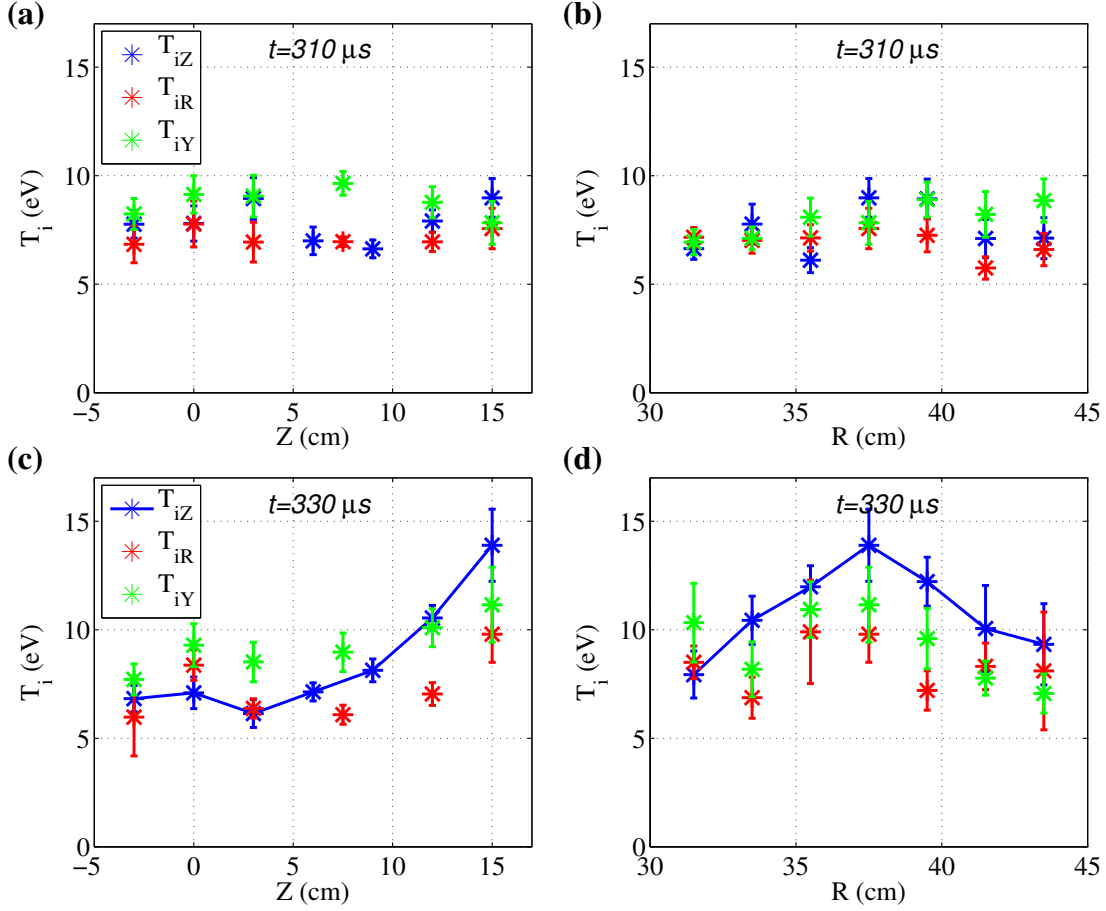 (a)
t=310 μs
T_iZ
T_iR
T_iY
T_i (eV)
15
10
5
0
−5 0 5 10 15
Z (cm)
(b)
t=310 μs
T_i (eV)
15
10
5
0
30 35 40 45
R (cm)
(c)
t=330 μs
T_iZ
T_iR
T_iY
T_i (eV)
15
10
5
0
−5 0 5 10 15
Z (cm)
(d)
t=330 μs
T_i (eV)
15
10
5
0
30 35 40 45
R (cm)